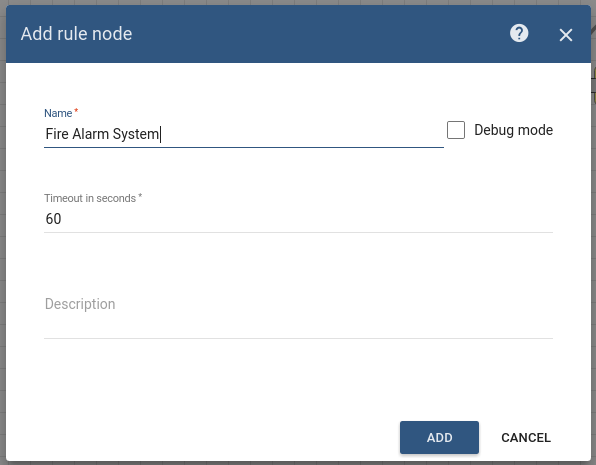 Add rule node
?
Name *
Fire Alarm System
Debug mode
Timeout in seconds *
60
Description
ADD CANCEL